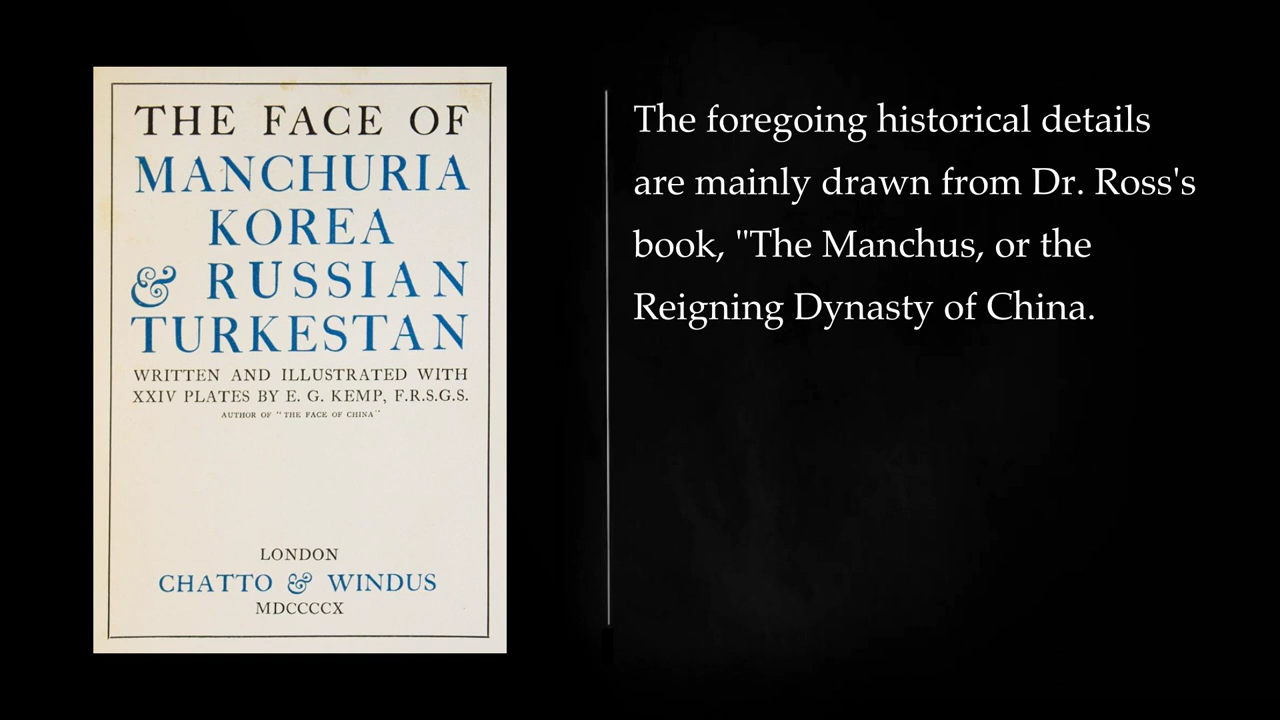 THE FACE OF
MANCHURIA
KOREA
& RUSSIAN
TURKESTAN
WRITTEN AND ILLUSTRATED WITH
XXIV PLATES BY E. G. KEMP, F.R.S.G.S.
AUTHOR OF "THE FACE OF CHINA"
LONDON
CHATTO & WINDUS
MDCCCCX
The foregoing historical details
are mainly drawn from Dr. Ross's
book, "The Manchus, or the
Reigning Dynasty of China.